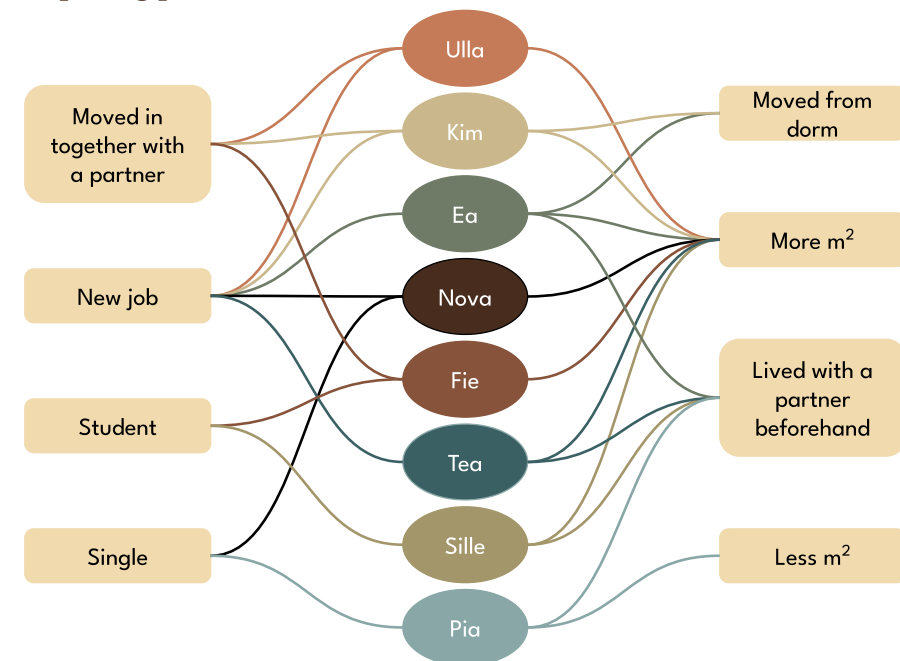 Moved in
together with
a partner
New job
Student
Single
Ulla
Kim
Ea
Nova
Fie
Tea
Sille
Pia
Moved from
dorm
More m²
Lived with a
partner
beforehand
Less m²